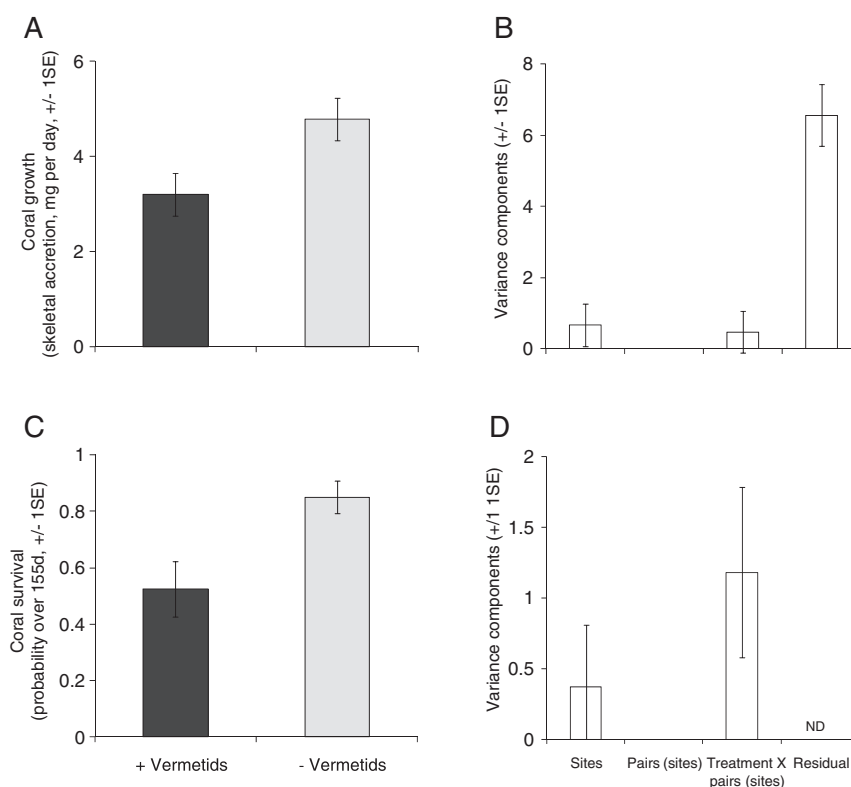 A
Coral growth
(skeletal accretion, mg per day, +/- 1SE)
6
4
2
0
B
Variance components (+/- 1SE)
8
6
4
2
0
C
Coral survival
(probability over 155d, +/- 1SE)
1
0.8
0.6
0.4
0.2
0
+ Vermetids
- Vermetids
D
Variance components (+/1 1SE)
2
1.5
1
0.5
0
ND
Sites
Pairs (sites)
Treatment X
pairs (sites)
Residual